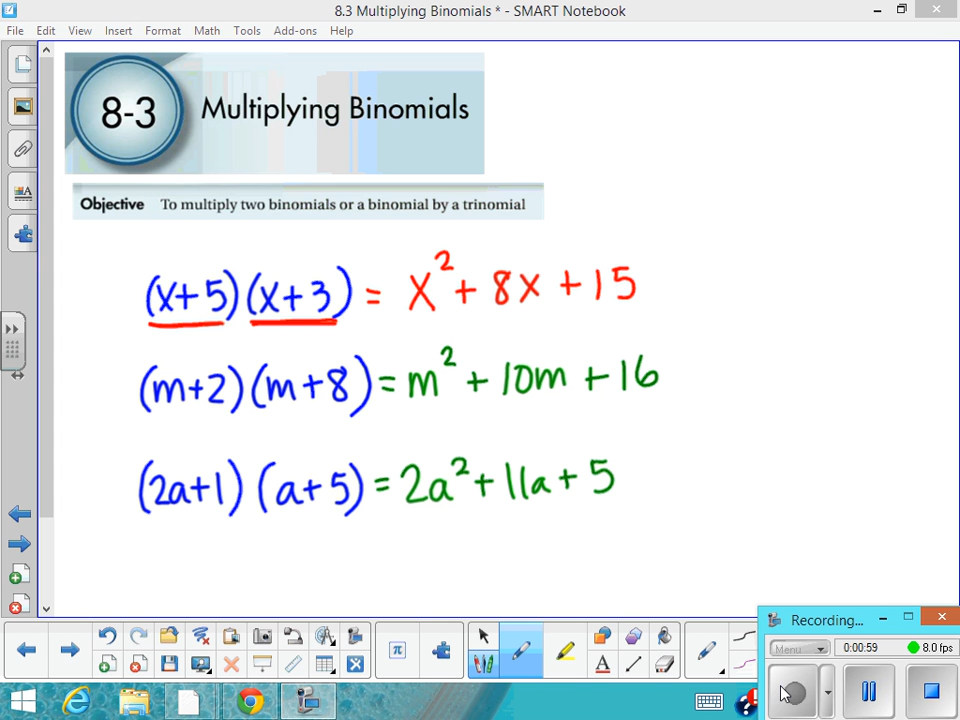 8.3 Multiplying Binomials * - SMART Notebook
File Edit View Insert Format Math Tools Add-ons Help
8-3 Multiplying Binomials
Objective To multiply two binomials or a binomial by a trinomial
(x+5)(x+3) = x² + 8x + 15
(m+2)(m+8) = m² + 10m + 16
(2a+1)(a+5) = 2a² + 11a + 5
Recording...
Menu 0:00:59 8.0 fps